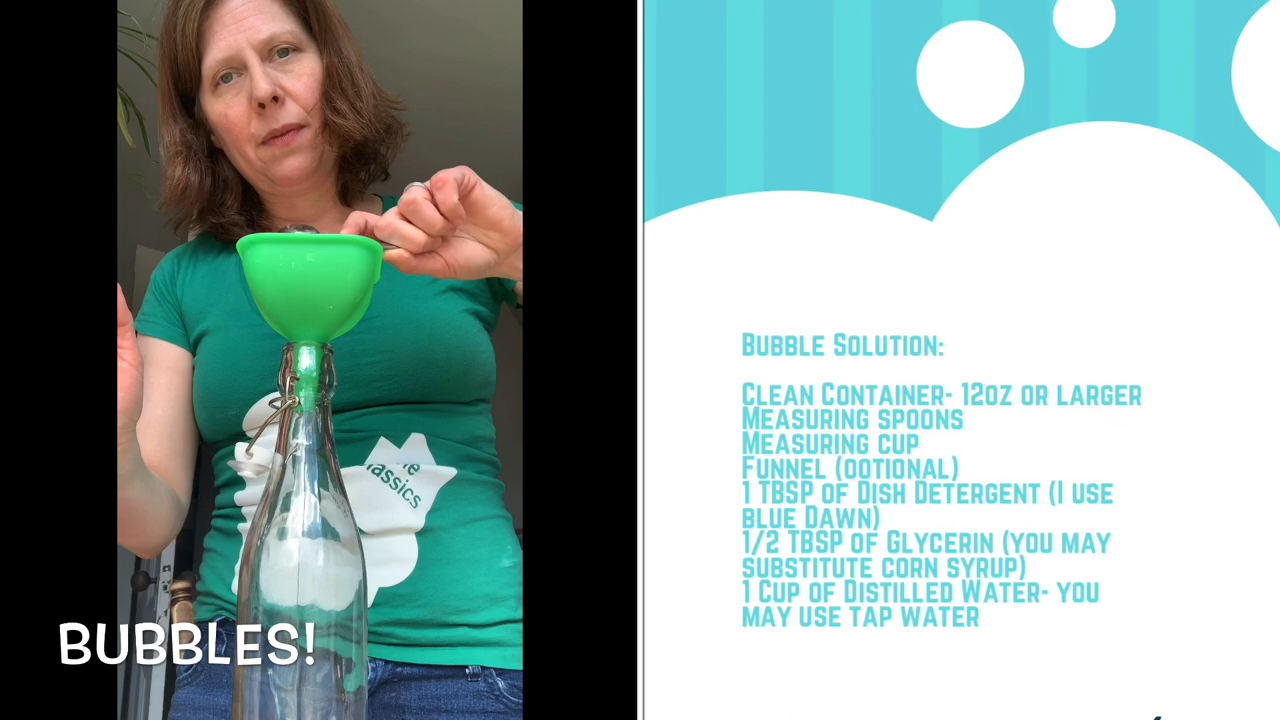 BUBBLES!
assics
BUBBLE SOLUTION:
CLEAN CONTAINER- 12OZ OR LARGER
MEASURING SPOONS
MEASURING CUP
FUNNEL (OOTIONAL)
1 TBSP OF DISH DETERGENT (I USE
BLUE DAWN)
1/2 TBSP OF GLYCERIN (YOU MAY
SUBSTITUTE CORN SYRUP)
1 CUP OF DISTILLED WATER- YOU
MAY USE TAP WATER